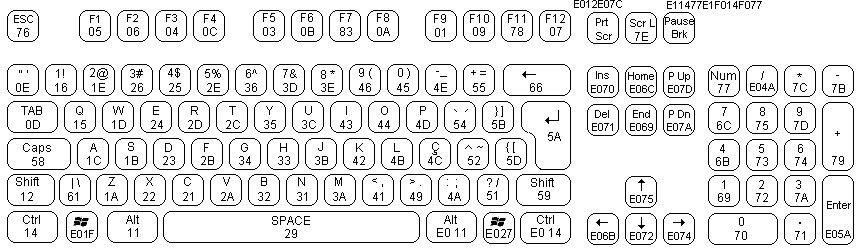 E012E07C E11477E1F014F077
ESC F1 F2 F3 F4 F5 F6 F7 F8 F9 F10 F11 F12 Prt Scr L Pause
76 05 06 04 0C 03 0B 83 0A 01 09 78 07 Scr 7E Brk
" ' 1! 2@ 3# 4$ 5% 6^ 7& 8* 9( 0) -_ +=  ← Ins Home P Up Num / * -
0E 16 1E 26 25 2E 36 3D 3E 46 45 4E 55 66 E070 E06C E07D 77 E04A 7C 7B
TAB Q W E R T Y U I O P ´ ` }] ↵ Del End P Dn 7 8 9 +
0D 15 1D 24 2D 2C 35 3C 43 44 4D 54 5B 5A E071 E069 E07A 6C 75 7D 79
Caps A S D F G H J K L Ç ^~ {[ 4 5 6
58 1C 1B 23 2B 34 33 3B 42 4B 4C 52 5D 6B 73 74
Shift |\ Z X C V B N M <, >. :; ?/ Shift ↑ 1 2 3 Enter
12 61 1A 22 21 2A 32 31 3A 41 49 4A 51 59 E075 69 72 7A E05A
Ctrl Alt SPACE Alt Ctrl ← ↓ → 0 .
14 E01F 11 29 E0 11 E027 E0 14 E06B E072 E074 70 71